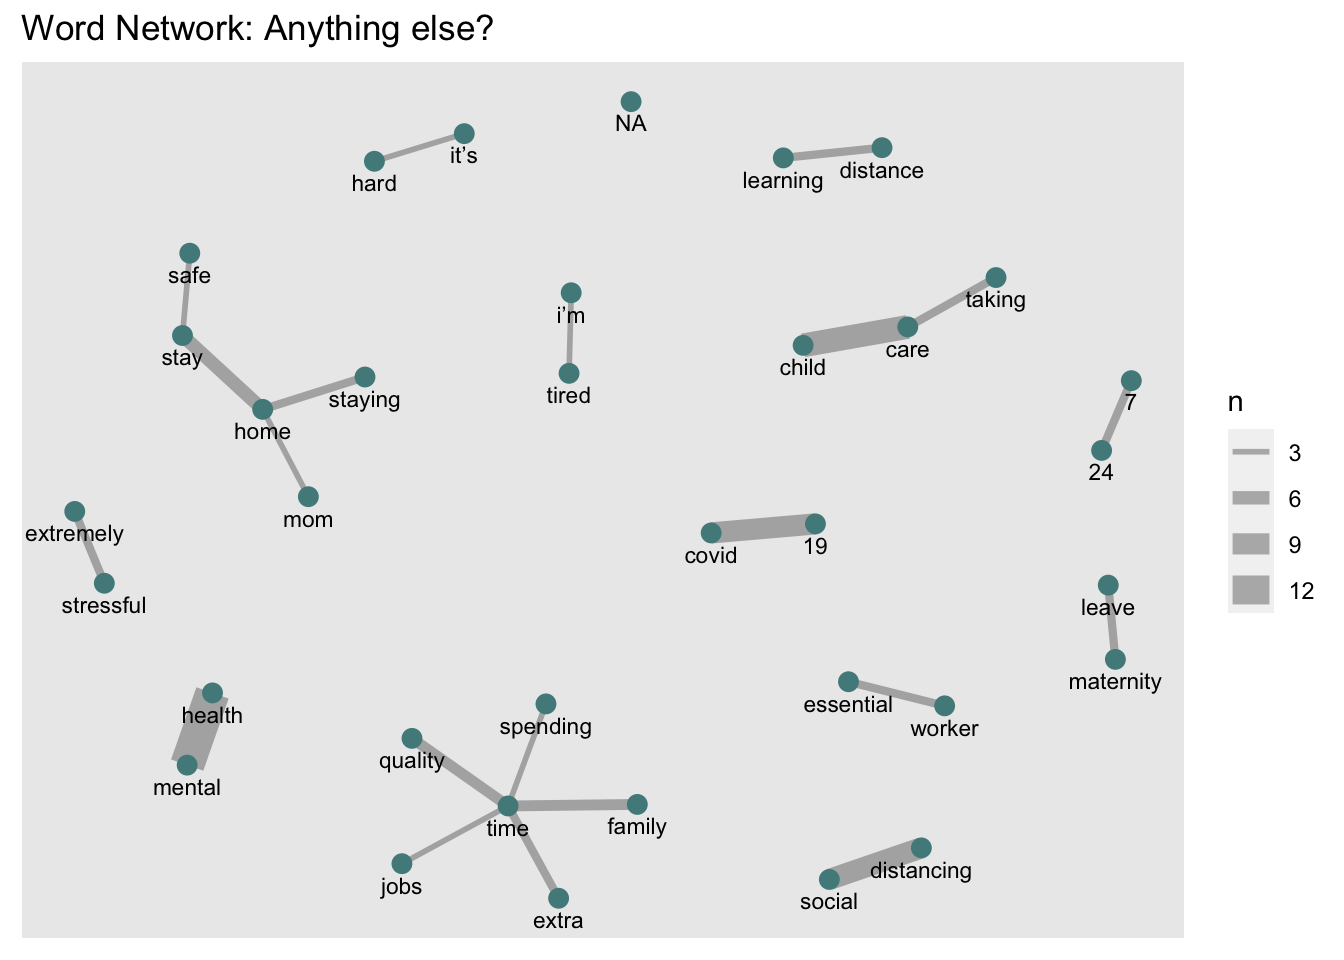 Word Network: Anything else?
NA
it’s
hard
learning
distance
safe
taking
i’m
stay
care
child
staying
tired
7
home
24
mom
extremely
19
covid
stressful
leave
maternity
health
essential
spending
worker
quality
mental
time
family
distancing
jobs
social
extra
n
3
6
9
12